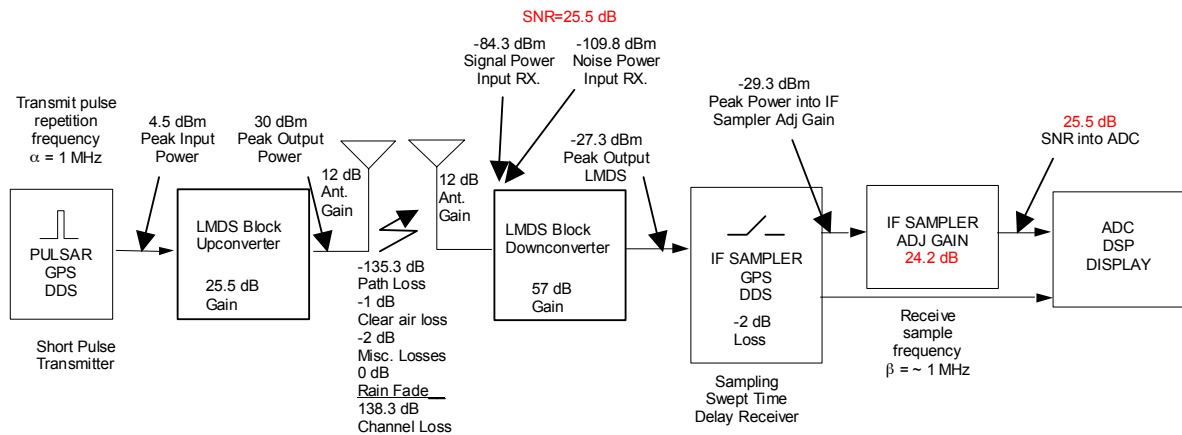 SNR=25.5 dB
-84.3 dBm
Signal Power
Input RX.
-109.8 dBm
Noise Power
Input RX.
Transmit pulse
repetition
frequency
α = 1 MHz
4.5 dBm
Peak Input
Power
30 dBm
Peak Output
Power
-27.3 dBm
Peak Output
LMDS
-29.3 dBm
Peak Power into IF
Sampler Adj Gain
25.5 dB
SNR into ADC
12 dB
Ant.
Gain
12 dB
Ant.
Gain
PULSAR
GPS
DDS
LMDS Block
Upconverter
25.5 dB
Gain
LMDS Block
Downconverter
57 dB
Gain
IF SAMPLER
GPS
DDS
-2 dB
Loss
IF SAMPLER
ADJ GAIN
24.2 dB
ADC
DSP
DISPLAY
-135.3 dB
Path Loss
-1 dB
Clear air loss
-2 dB
Misc. Losses
0 dB
Rain Fade__
138.3 dB
Channel Loss
Short Pulse
Transmitter
Sampling
Swept Time
Delay Receiver
Receive
sample
frequency
β = ~ 1 MHz